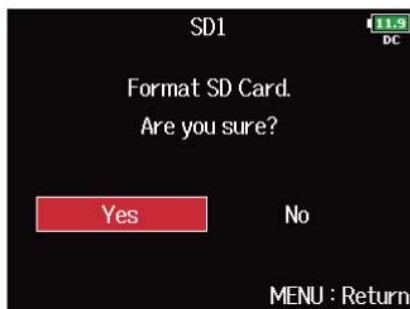 SD1
11.9
DC
Format SD Card.
Are you sure?
Yes No
MENU : Return